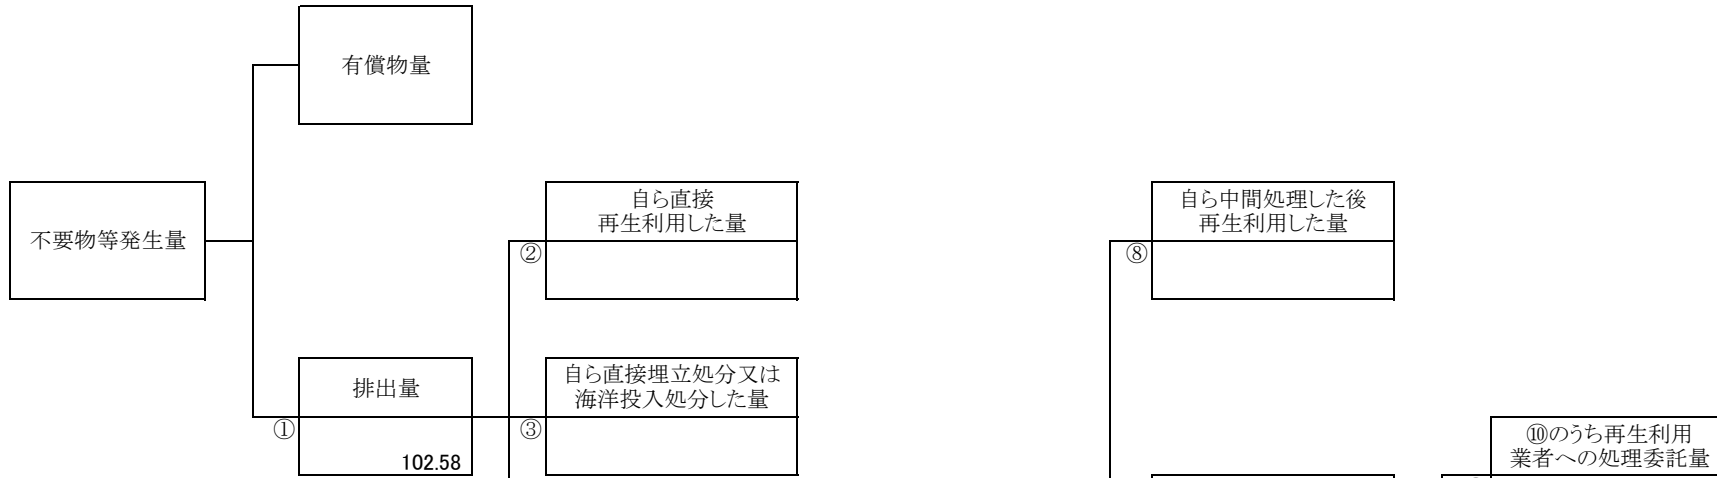 有償物量
不要物等発生量
自ら直接
再生利用した量
②
自ら中間処理した後
再生利用した量
⑧
排出量
①
102.58
自ら直接埋立処分又は
海洋投入処分した量
③
⑩のうち再生利用
業者への処理委託量